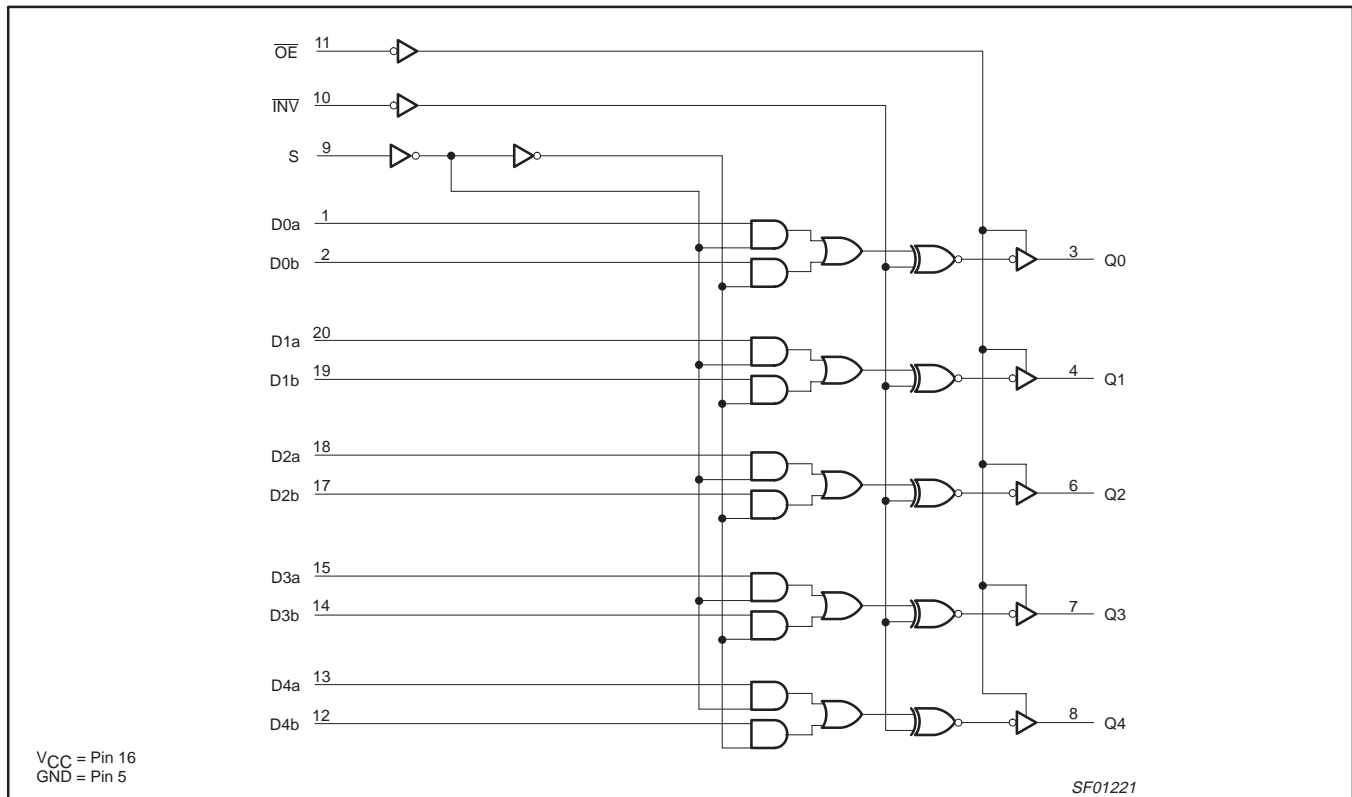 O̅E̅ 11
I̅N̅V̅ 10
S 9
D0a 1
D0b 2
3 Q0
D1a 20
D1b 19
4 Q1
D2a 18
D2b 17
6 Q2
D3a 15
D3b 14
7 Q3
D4a 13
D4b 12
8 Q4
VCC = Pin 16
GND = Pin 5
SF01221